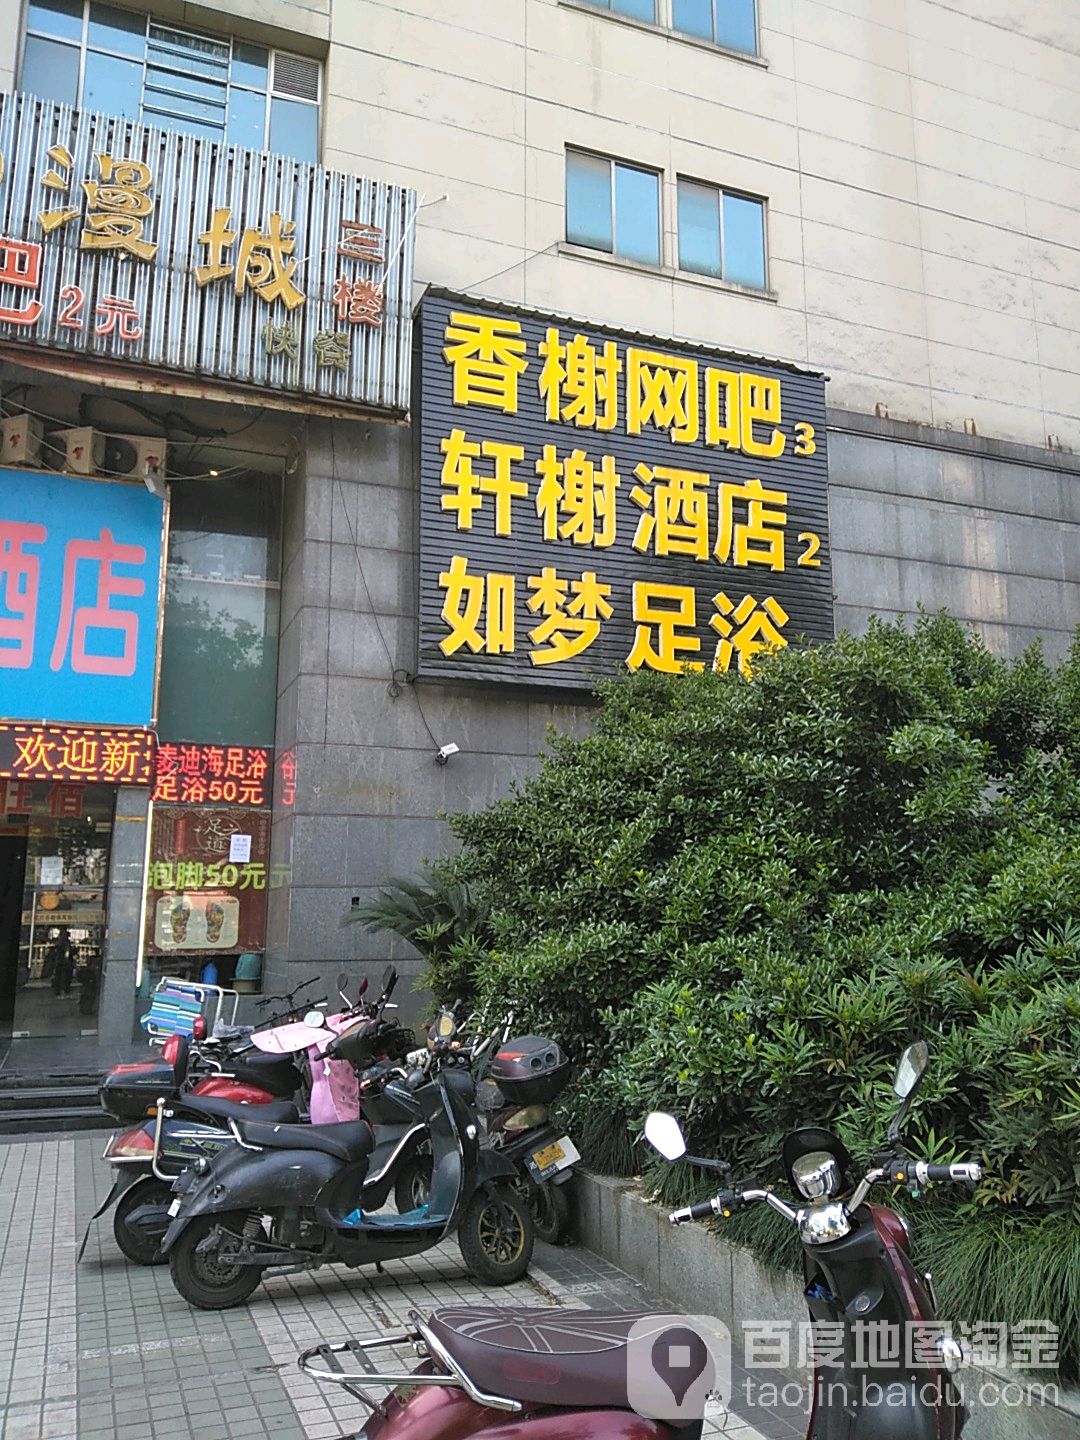 漫城
三楼
吧2元
快餐
香榭网吧3
轩榭酒店2
如梦足浴
酒店
欢迎新
麦迪海足浴
足浴50元
足道
泡脚50元
百度地图淘金
taojin.baidu.com